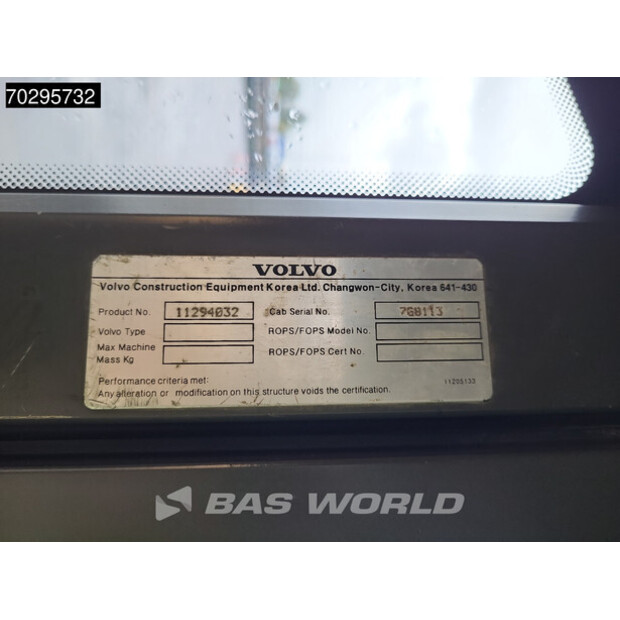 70295732
VOLVO
Volvo Construction Equipment Korea Ltd. Changwon-City, Korea 641-430
Product No. 11294032 Cab Serial No. 7G8113
Volvo Type ROPS/FOPS Model No.
Max Machine Mass Kg ROPS/FOPS Cert No.
Performance criteria met:
Any alteration or modification on this structure voids the certification.
11205133
BAS WORLD